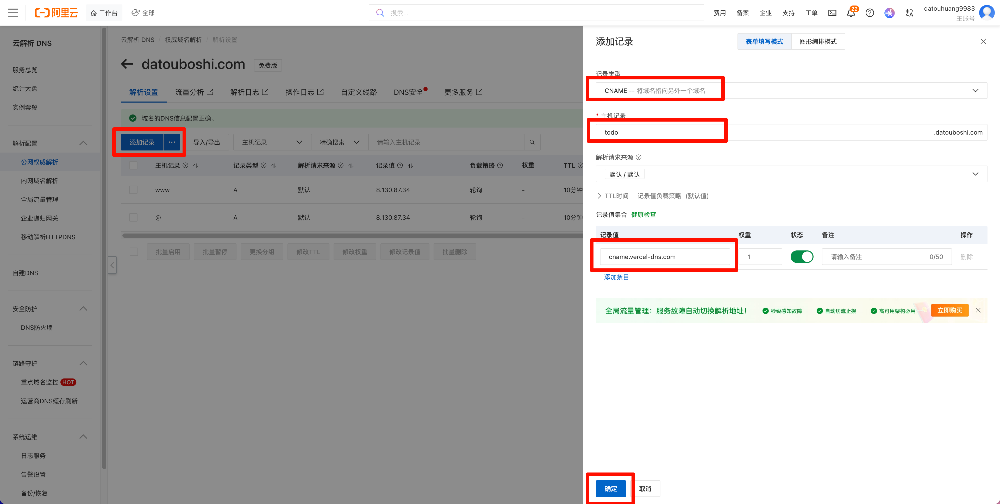 阿里云
工作台
全球
搜索...
费用
备案
企业
支持
工单
22
datouhuang9983
主账号
云解析 DNS
服务总览
统计大盘
实例套餐
解析配置
公网权威解析
内网域名解析
全局流量管理
企业递归网关
移动解析HTTPDNS
自建DNS
安全防护
DNS防火墙
链路守护
重点域名监控 HOT
运营商DNS缓存刷新
系统运维
日志服务
告警设置
备份/恢复
云解析 DNS / 权威域名解析 / 解析设置
datouboshi.com 免费版
解析设置 流量分析 解析日志 操作日志 自定义线路 DNS安全 更多服务
域名的DNS信息配置正确。
添加记录 ··· 导入/导出 主机记录 精确搜索 请输入主机记录
主机记录 记录类型 解析请求来源 记录值 负载策略 权重 TTL
www A 默认 8.130.87.34 轮询 - 10分钟
@ A 默认 8.130.87.34 轮询 - 10分钟
批量启用 批量暂停 更换分组 修改TTL 修改权重 修改记录值 批量删除
添加记录
表单填写模式 图形编排模式
记录类型
CNAME -- 将域名指向另外一个域名
* 主机记录
todo .datouboshi.com
解析请求来源
默认 / 默认
TTL时间 | 记录值负载策略 (默认值)
记录值集合 健康检查
记录值 权重 状态 备注 操作
cname.vercel-dns.com 1 请输入备注 0/50 删除
+ 添加条目
全局流量管理：服务故障自动切换解析地址！ 秒级感知故障 自动切流止损 高可用架构必用 立即购买
确定 取消